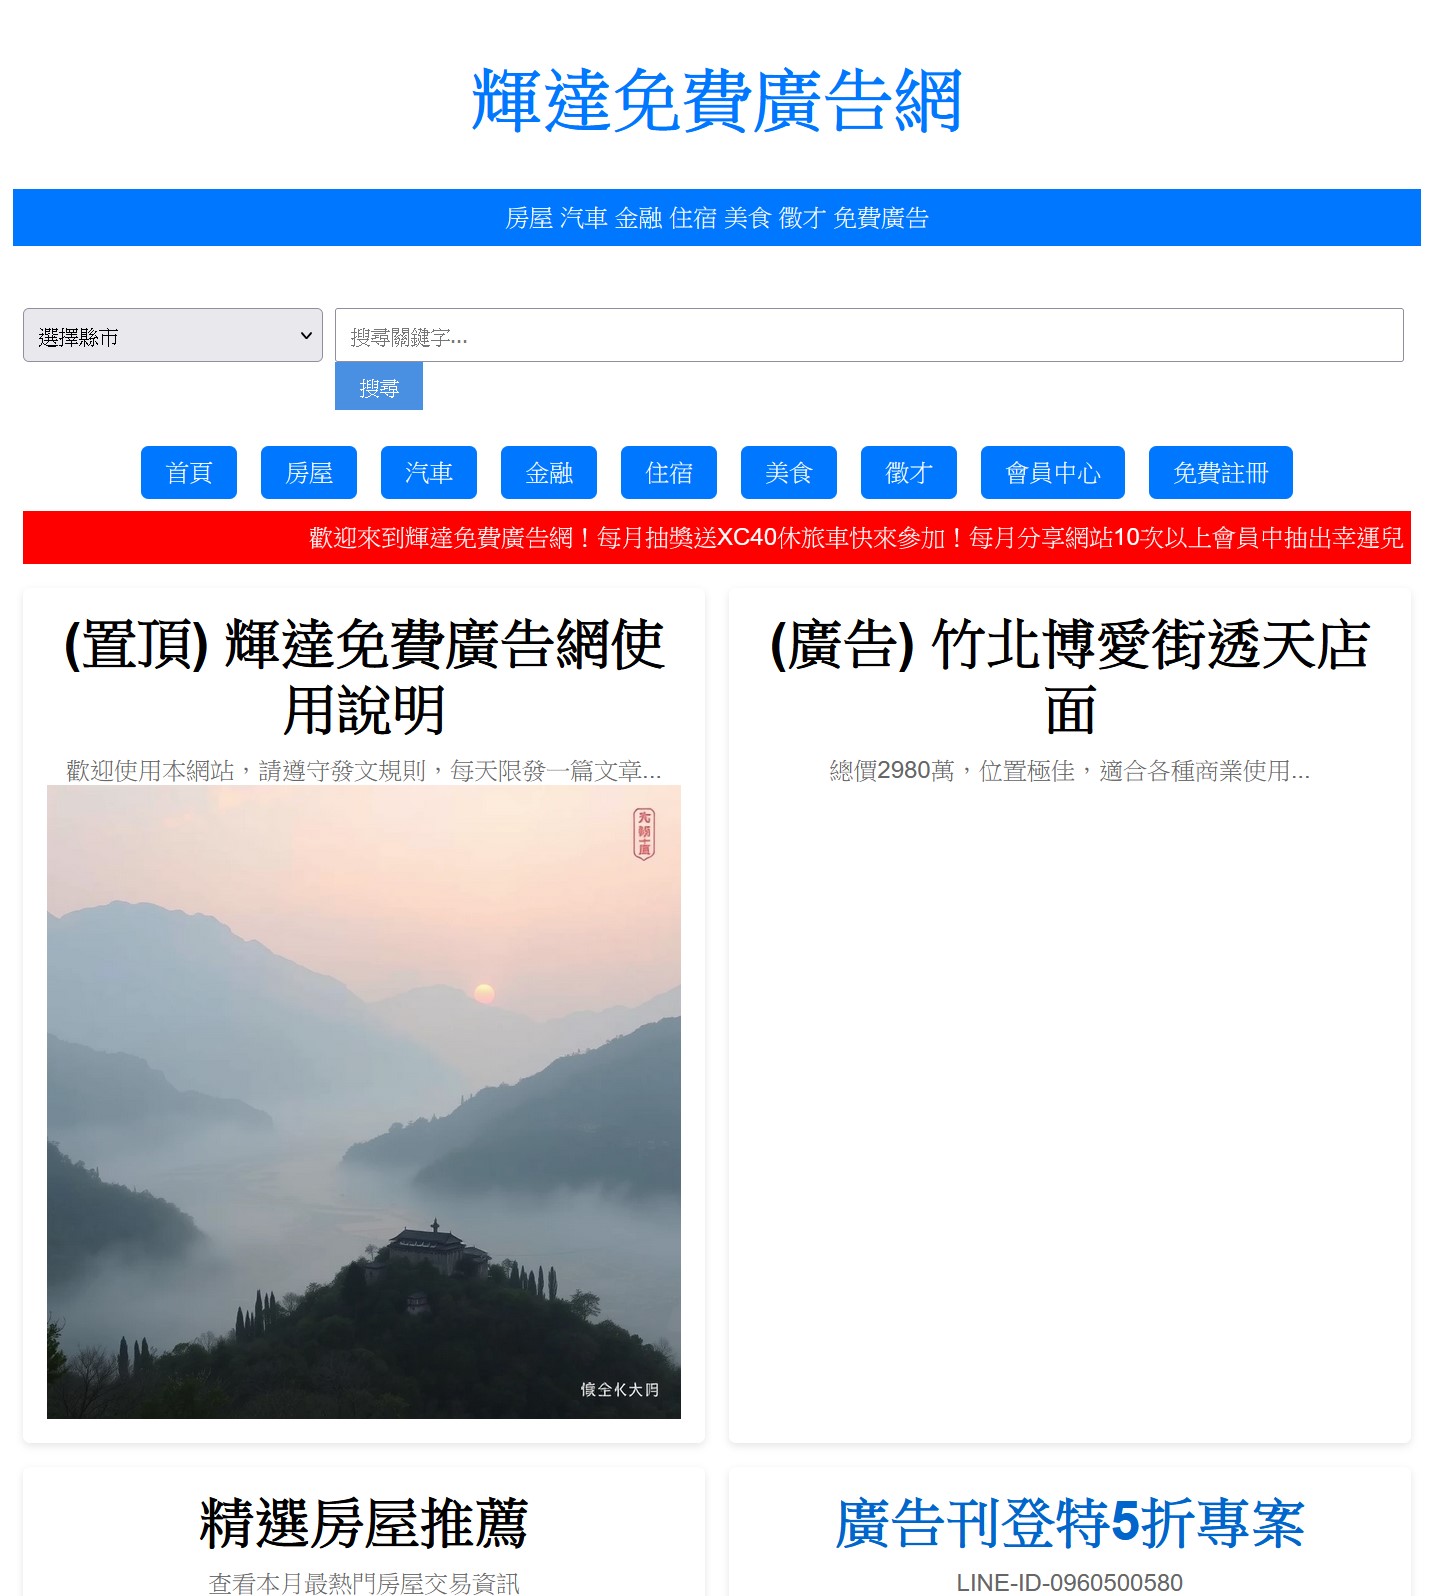 輝達免費廣告網
房屋 汽車 金融 住宿 美食 徵才 免費廣告
選擇縣市
搜尋關鍵字...
搜尋
首頁 房屋 汽車 金融 住宿 美食 徵才 會員中心 免費註冊
歡迎來到輝達免費廣告網！每月抽獎送XC40休旅車快來參加！每月分享網站10次以上會員中抽出幸運兒
(置頂) 輝達免費廣告網使
用說明
歡迎使用本網站，請遵守發文規則，每天限發一篇文章...
(廣告) 竹北博愛街透天店
面
總價2980萬，位置極佳，適合各種商業使用...
精選房屋推薦
查看本月最熱門房屋交易資訊
廣告刊登特5折專案
LINE-ID-0960500580